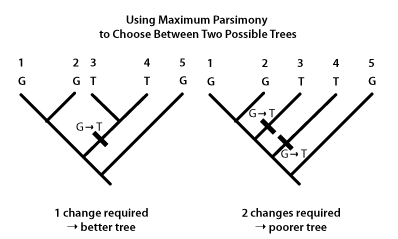 Using Maximum Parsimony
to Choose Between Two Possible Trees
1 2 3 4 5
G G T T G
G→T
1 change required
→ better tree
1 2 3 4 5
G G T T G
G→T
G→T
2 changes required
→ poorer tree